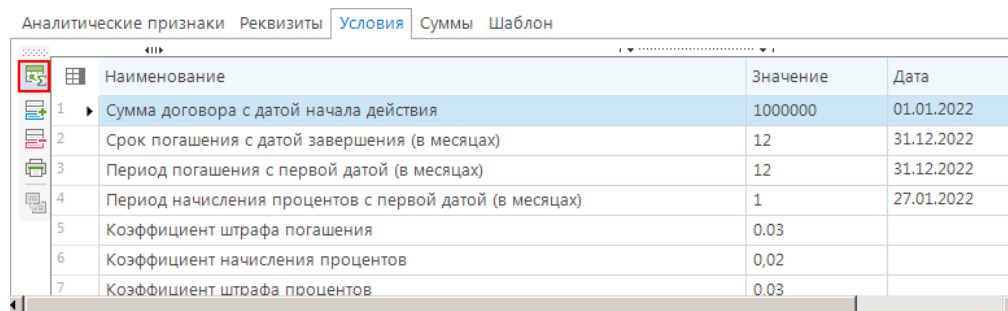 Аналитические признаки Реквизиты Условия Суммы Шаблон
Наименование Значение Дата
1 Сумма договора с датой начала действия 1000000 01.01.2022
2 Срок погашения с датой завершения (в месяцах) 12 31.12.2022
3 Период погашения с первой датой (в месяцах) 12 31.12.2022
4 Период начисления процентов с первой датой (в месяцах) 1 27.01.2022
5 Коэффициент штрафа погашения 0.03
6 Коэффициент начисления процентов 0,02
7 Коэффициент штрафа процентов 0.03